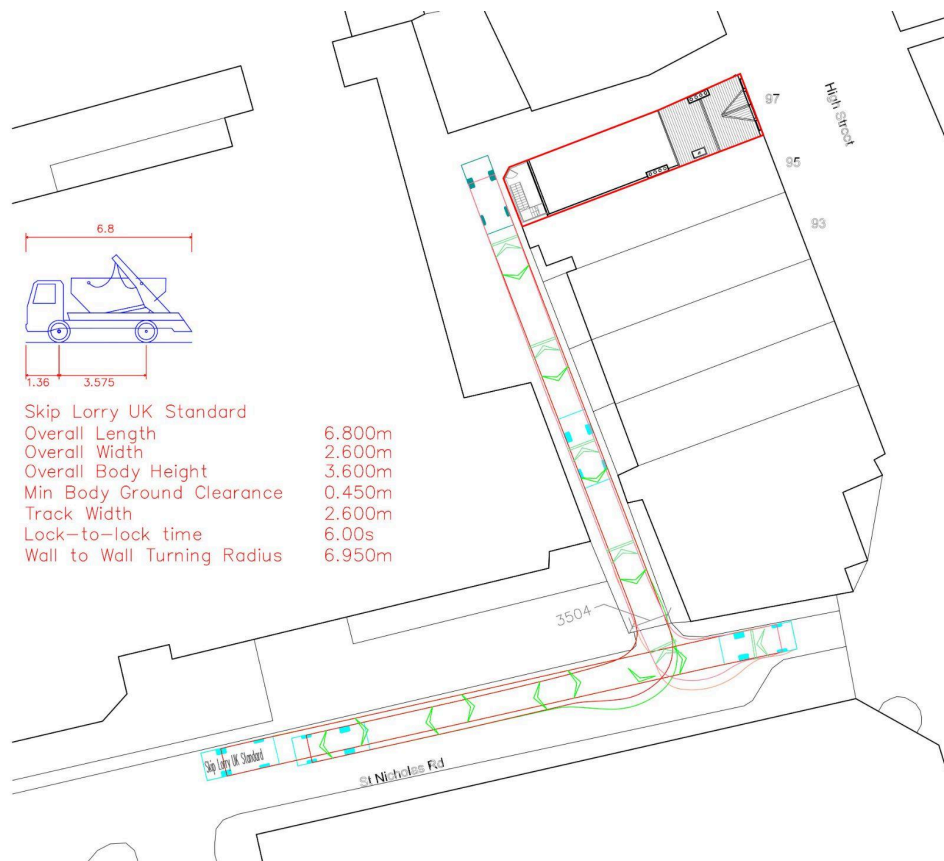 97
High Street
95
93
6.8
1.36
3.575
Skip Lorry UK Standard
Overall Length 6.800m
Overall Width 2.600m
Overall Body Height 3.600m
Min Body Ground Clearance 0.450m
Track Width 2.600m
Lock-to-lock time 6.00s
Wall to Wall Turning Radius 6.950m
3504
Skip Lorry UK Standard
St Nicholss Rd